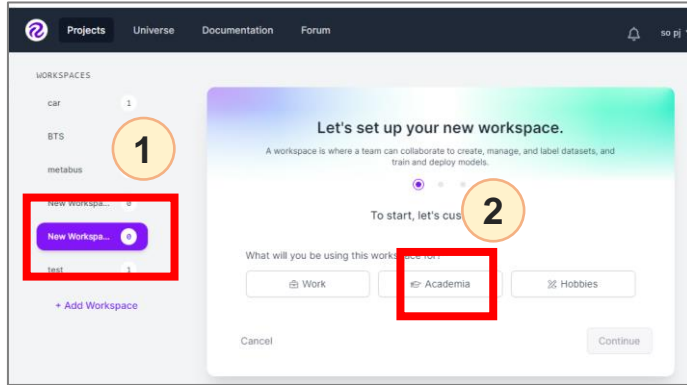 Projects Universe Documentation Forum so pj
WORKSPACES
car 1
BTS
metabus
New Workspa... 0
New Workspa... 0
test 1
+ Add Workspace
1
Let's set up your new workspace.
A workspace is where a team can collaborate to create, manage, and label datasets, and
train and deploy models.
2
To start, let's cus
What will you be using this workspace for?
Work Academia Hobbies
Cancel Continue